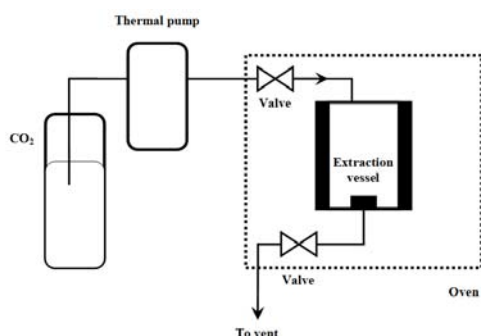 Thermal pump
CO₂
Valve
Extraction
vessel
Valve
Oven
To vent